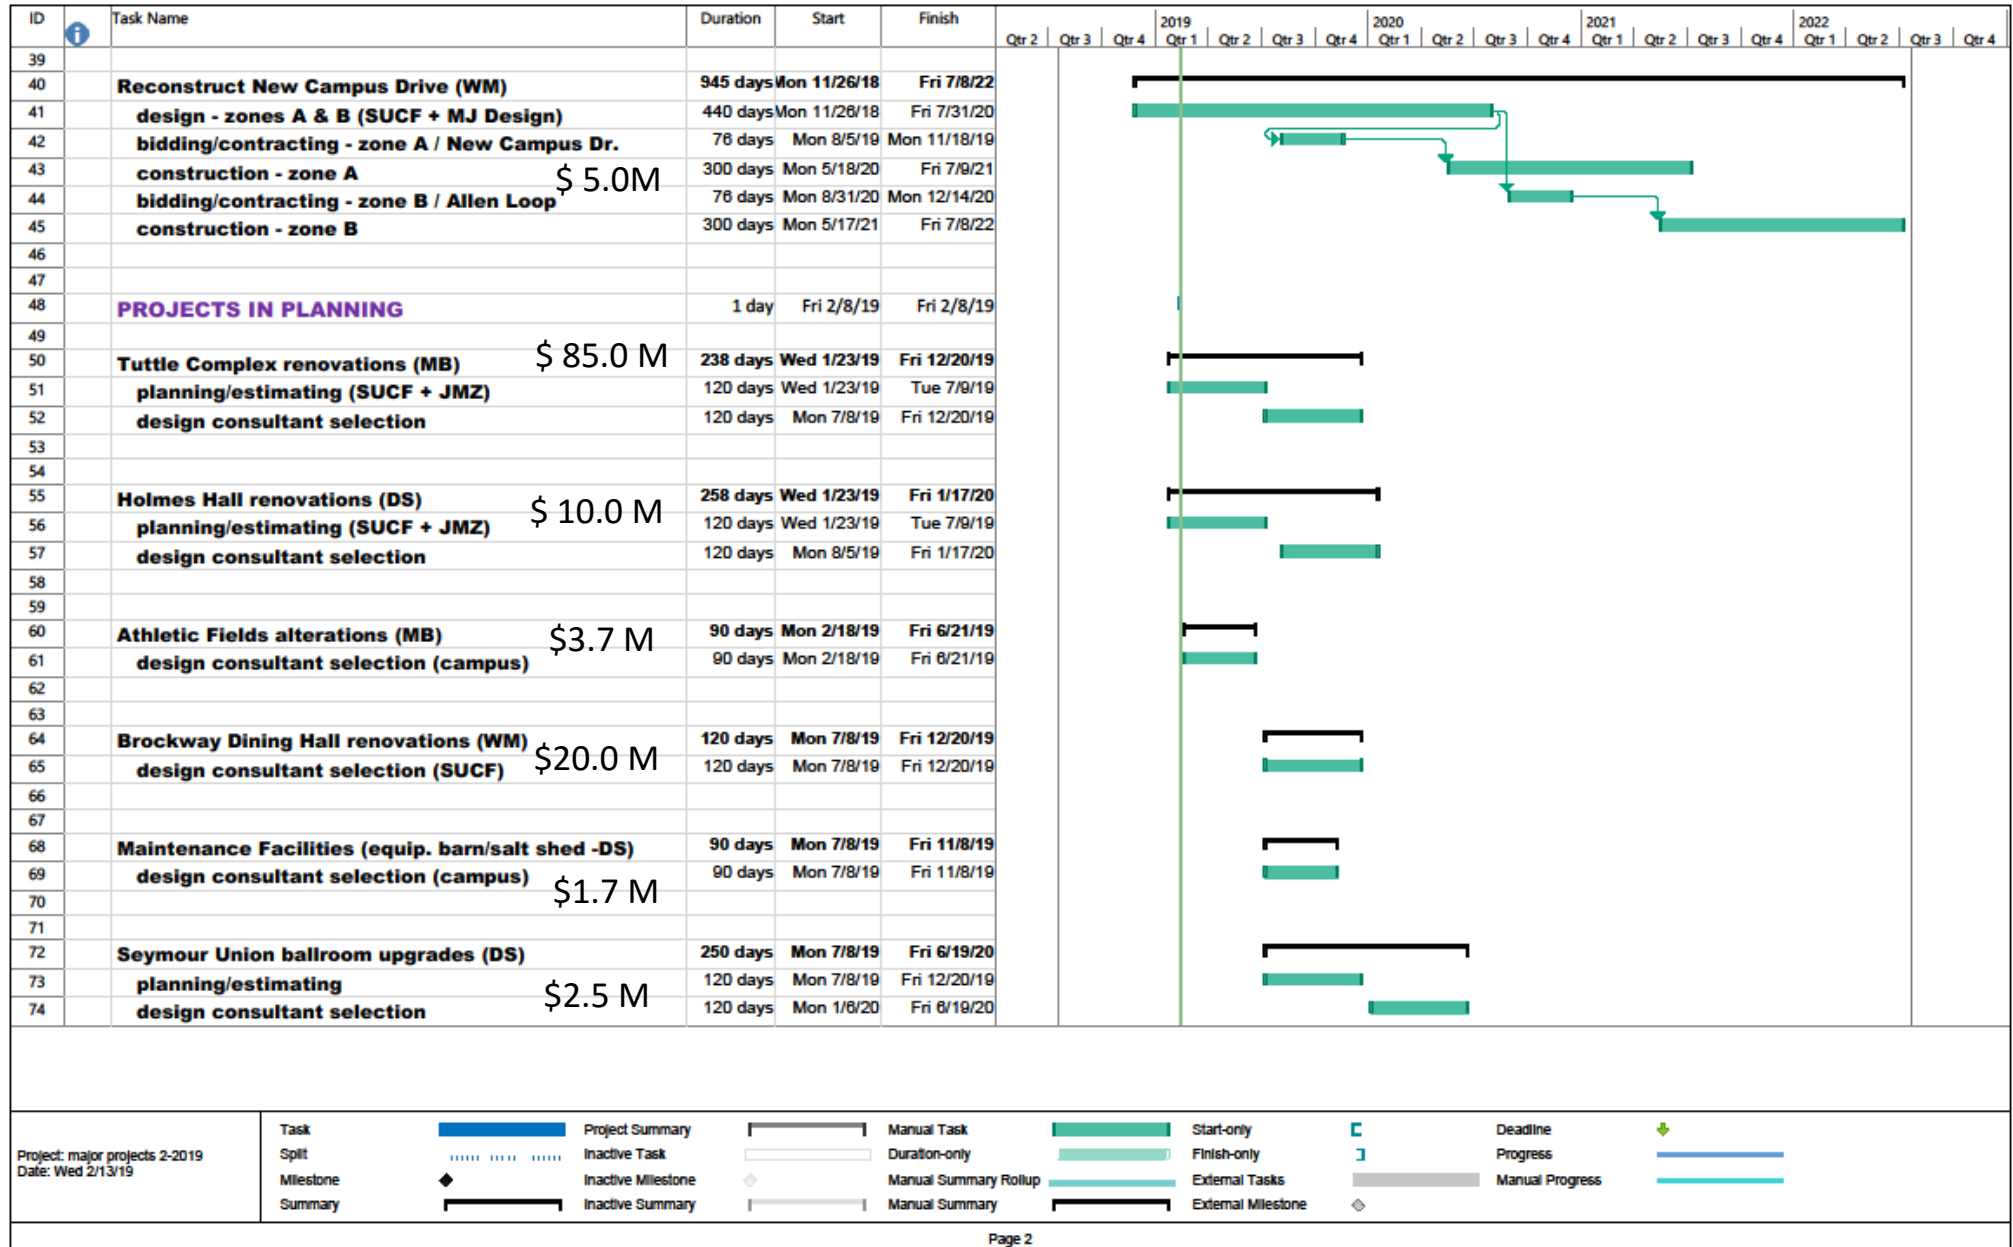 ID Task Name Duration Start Finish 2019 2020 2021 2022
Qtr 2 Qtr 3 Qtr 4 Qtr 1 Qtr 2 Qtr 3 Qtr 4 Qtr 1 Qtr 2 Qtr 3 Qtr 4 Qtr 1 Qtr 2 Qtr 3 Qtr 4 Qtr 1 Qtr 2 Qtr 3 Qtr 4
39
40 Reconstruct New Campus Drive (WM) 945 days Mon 11/26/18 Fri 7/8/22
41 design - zones A & B (SUCF + MJ Design) 440 days Mon 11/26/18 Fri 7/31/20
42 bidding/contracting - zone A / New Campus Dr. 76 days Mon 8/5/19 Mon 11/18/19
43 construction - zone A 300 days Mon 5/18/20 Fri 7/9/21
$ 5.0M
44 bidding/contracting - zone B / Allen Loop 76 days Mon 8/31/20 Mon 12/14/20
45 construction - zone B 300 days Mon 5/17/21 Fri 7/8/22
46
47
48 PROJECTS IN PLANNING 1 day Fri 2/8/19 Fri 2/8/19
49
50 Tuttle Complex renovations (MB) $ 85.0 M 238 days Wed 1/23/19 Fri 12/20/19
51 planning/estimating (SUCF + JMZ) 120 days Wed 1/23/19 Tue 7/9/19
52 design consultant selection 120 days Mon 7/8/19 Fri 12/20/19
53
54
55 Holmes Hall renovations (DS) 258 days Wed 1/23/19 Fri 1/17/20
$ 10.0 M
56 planning/estimating (SUCF + JMZ) 120 days Wed 1/23/19 Tue 7/9/19
57 design consultant selection 120 days Mon 8/5/19 Fri 1/17/20
58
59
60 Athletic Fields alterations (MB) $3.7 M 90 days Mon 2/18/19 Fri 6/21/19
61 design consultant selection (campus) 90 days Mon 2/18/19 Fri 6/21/19
62
63
64 Brockway Dining Hall renovations (WM) 120 days Mon 7/8/19 Fri 12/20/19
$20.0 M
65 design consultant selection (SUCF) 120 days Mon 7/8/19 Fri 12/20/19
66
67
68 Maintenance Facilities (equip. barn/salt shed -DS) 90 days Mon 7/8/19 Fri 11/8/19
69 design consultant selection (campus) 90 days Mon 7/8/19 Fri 11/8/19
$1.7 M
70
71
72 Seymour Union ballroom upgrades (DS) 250 days Mon 7/8/19 Fri 6/19/20
73 planning/estimating 120 days Mon 7/8/19 Fri 12/20/19
$2.5 M
74 design consultant selection 120 days Mon 1/6/20 Fri 6/19/20
Project: major projects 2-2019
Date: Wed 2/13/19
Task Project Summary Manual Task Start-only Deadline
Split Inactive Task Duration-only Finish-only Progress
Milestone Inactive Milestone Manual Summary Rollup External Tasks Manual Progress
Summary Inactive Summary Manual Summary External Milestone
Page 2